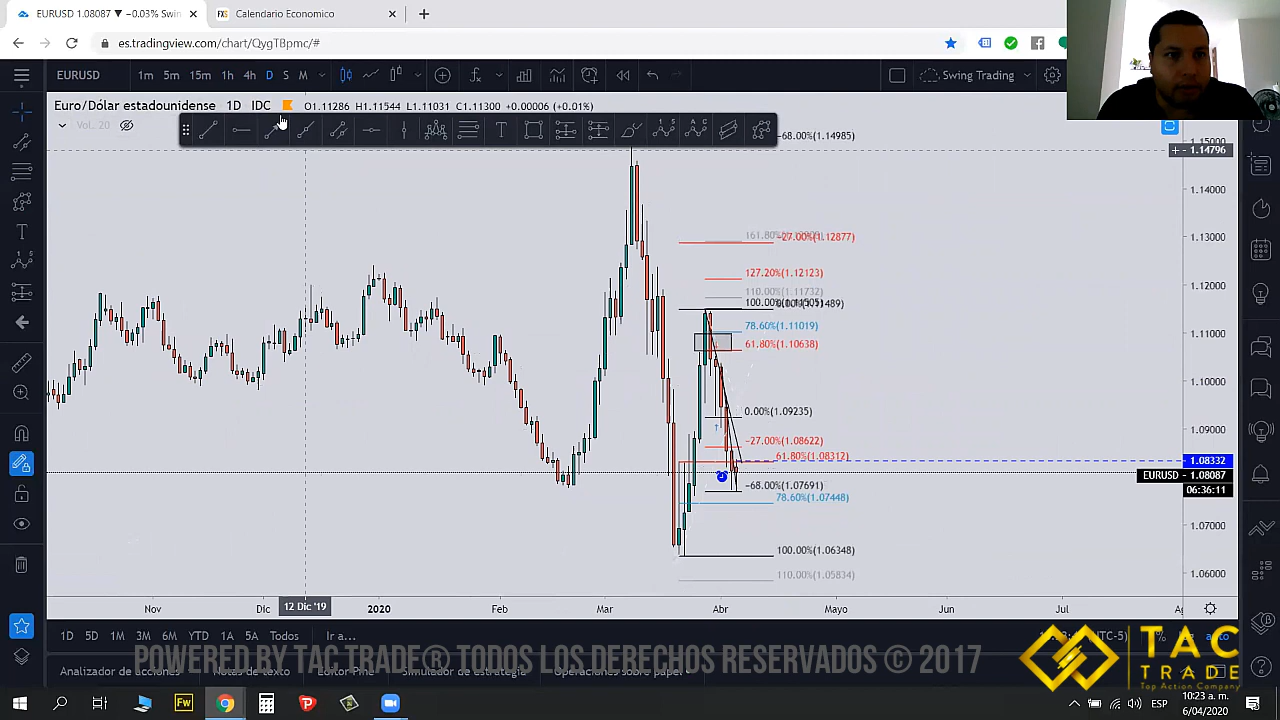 EURUSD 1.08087 ▼ −0.03% Swin
Calendario Economico
es.tradingview.com/chart/QygTBpmc/#
EURUSD 1m 5m 15m 1h 4h D S M
Swing Trading
Euro/Dólar estadounidense 1D IDC O1.11286 H1.11544 L1.11031 C1.11300 +0.00006 (+0.01%)
Vol. 20
−68.00%(1.14985)
1.15000
1.14796
1.14000
1.13000
−27.00%(1.12877)
127.20%(1.12123)
1.12000
110.00%(1.11732)
100.00%
78.60%(1.11019)
1.11000
61.80%(1.10638)
1.10000
0.00%(1.09235)
1.09000
−27.00%(1.08622)
61.80%(1.08312)
1.08332
EURUSD 1.08087
06:36:11
−68.00%(1.07691)
78.60%(1.07448)
1.07000
100.00%(1.06348)
110.00%(1.05834)
1.06000
Nov Dic 12 Dic '19 2020 Feb Mar Abr Mayo Jun Jul
1D 5D 1M 3M 6M YTD 1A 5A Todos Ir a...
auto
POWERED BY TAC TRADE® TODOS LOS DERECHOS RESERVADOS © 2017
TAC
TRADE
Top Action Company
Analizador de acciones Notas de texto Editor Pine Simulador de estrategia Operaciones sobre papel
ESP
10:23 a. m.
6/04/2020